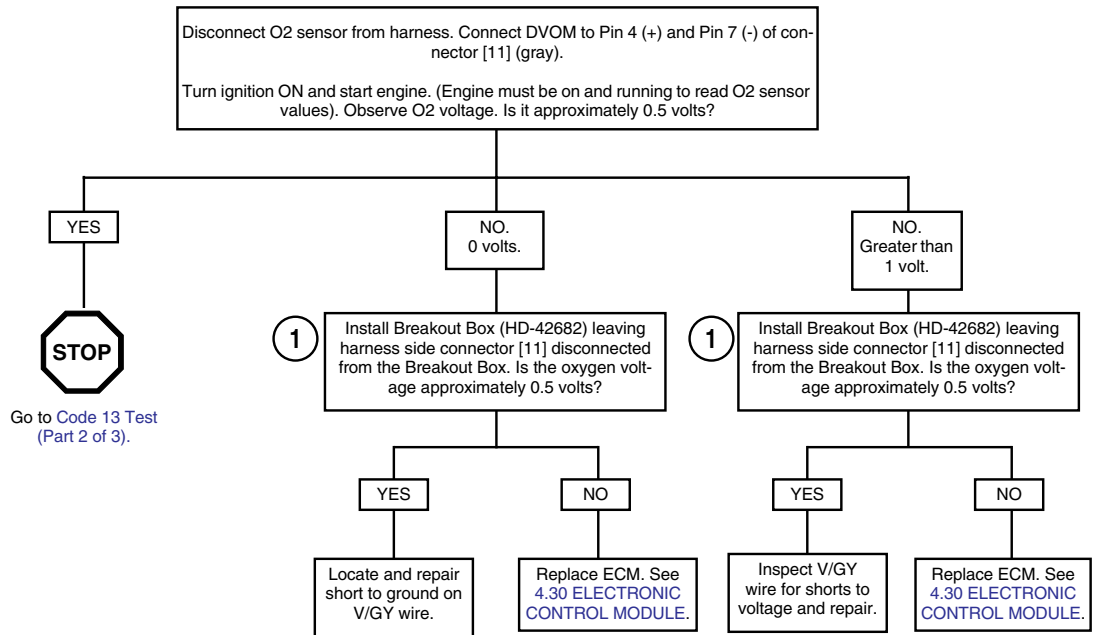 Disconnect O2 sensor from harness. Connect DVOM to Pin 4 (+) and Pin 7 (-) of con-
nector [11] (gray).
Turn ignition ON and start engine. (Engine must be on and running to read O2 sensor
values). Observe O2 voltage. Is it approximately 0.5 volts?
YES
NO.
0 volts.
NO.
Greater than
1 volt.
STOP
Go to Code 13 Test
(Part 2 of 3).
1
Install Breakout Box (HD-42682) leaving
harness side connector [11] disconnected
from the Breakout Box. Is the oxygen volt-
age approximately 0.5 volts?
1
Install Breakout Box (HD-42682) leaving
harness side connector [11] disconnected
from the Breakout Box. Is the oxygen volt-
age approximately 0.5 volts?
YES
NO
YES
NO
Locate and repair
short to ground on
V/GY wire.
Replace ECM. See
4.30 ELECTRONIC
CONTROL MODULE.
Inspect V/GY
wire for shorts to
voltage and repair.
Replace ECM. See
4.30 ELECTRONIC
CONTROL MODULE.